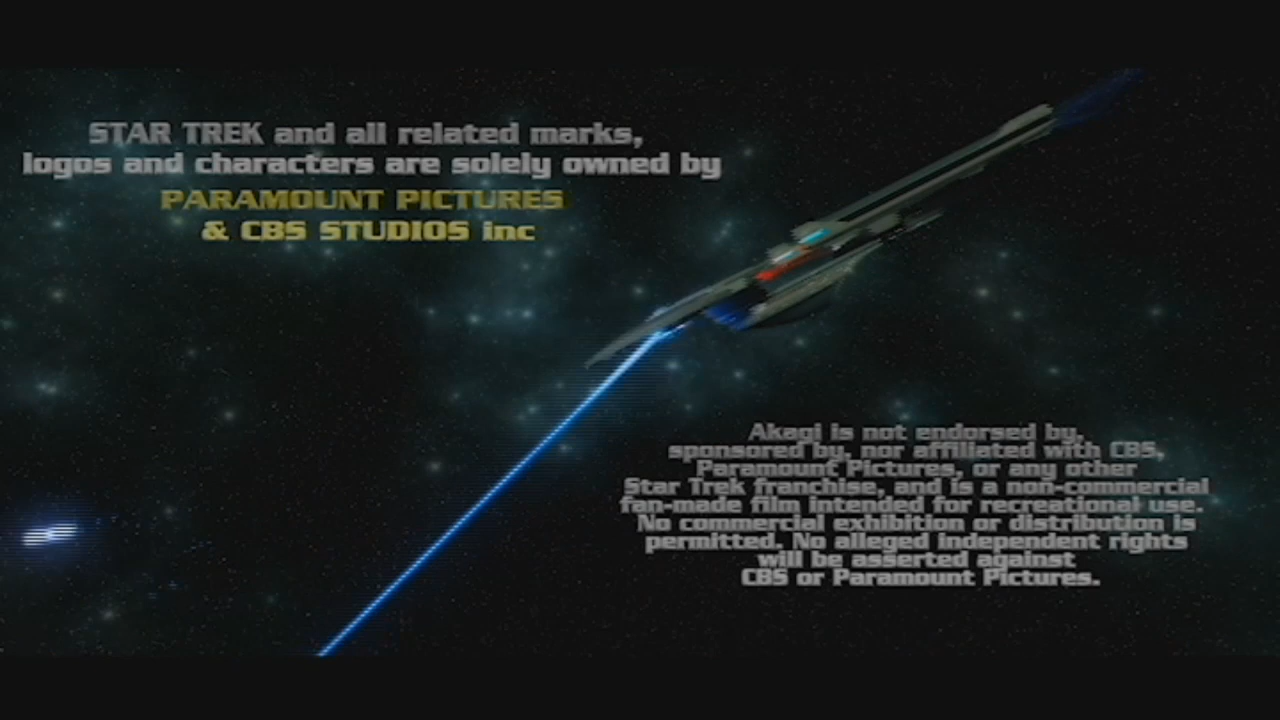 STAR TREK and all related marks,
logos and characters are solely owned by
PARAMOUNT PICTURES
& CBS STUDIOS inc
Akagi is not endorsed by,
sponsored by, nor affiliated with CBS,
Paramount Pictures, or any other
Star Trek franchise, and is a non-commercial
fan-made film intended for recreational use.
No commercial exhibition or distribution is
permitted. No alleged independent rights
will be asserted against
CBS or Paramount Pictures.